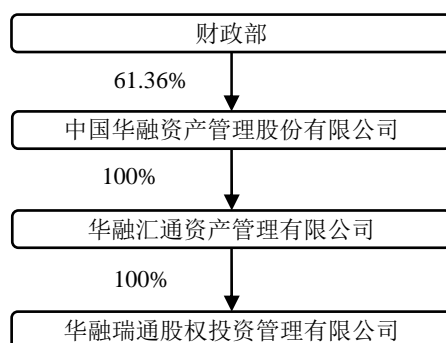 财政部
61.36%
中国华融资产管理股份有限公司
100%
华融汇通资产管理有限公司
100%
华融瑞通股权投资管理有限公司